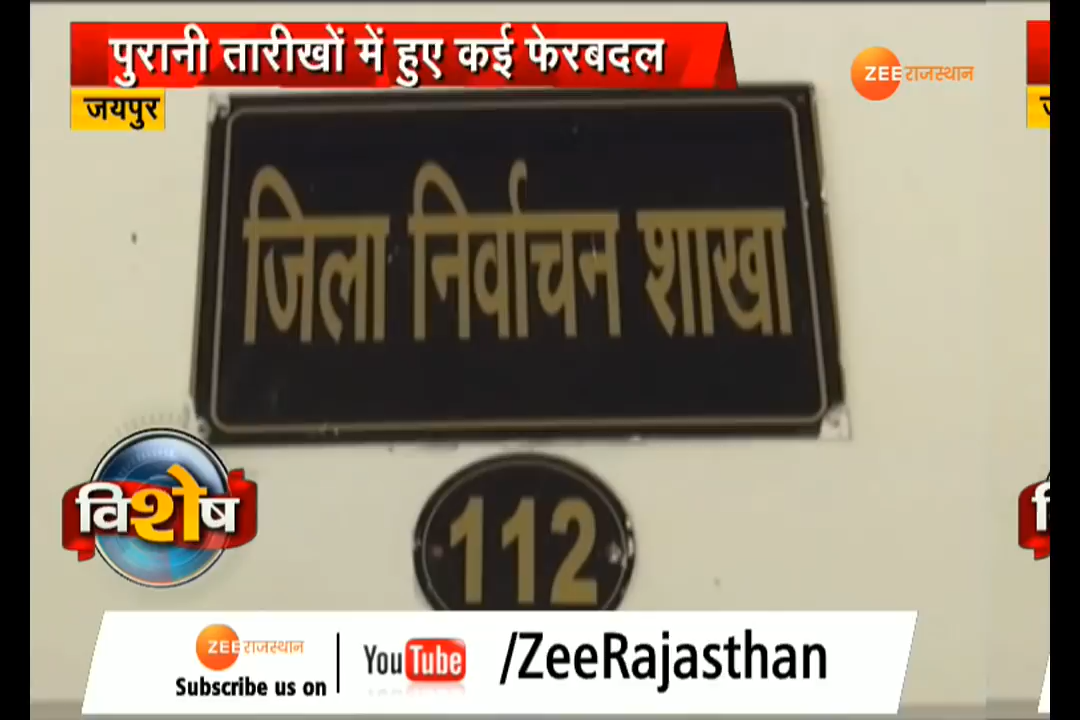 पुरानी तारीखों में हुए कई फेरबदल
ZEE राजस्थान
जयपुर
जिला निर्वाचन शाखा
विशेष
112
ZEE राजस्थान
Subscribe us on
YouTube
/ZeeRajasthan